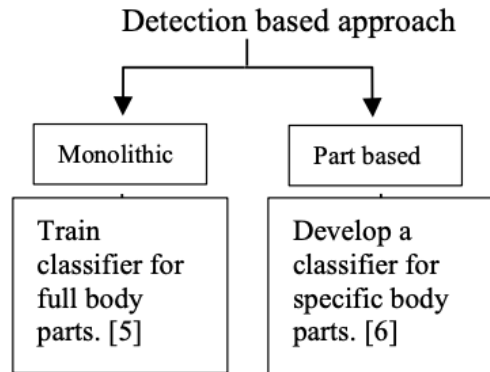 Detection based approach
Monolithic
Part based
Train
classifier for
full body
parts. [5]
Develop a
classifier for
specific body
parts. [6]